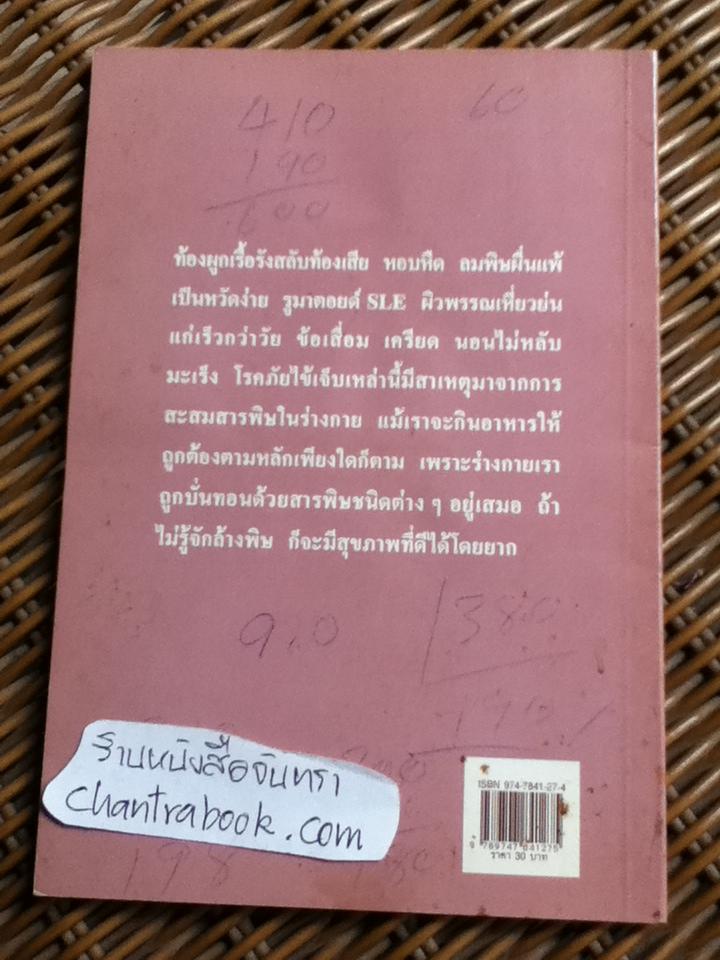 410
60
190
600
ท้องผูกเรื้อรังสลับท้องเสีย หอบหืด ลมพิษผื่นแพ้
เป็นหวัดง่าย รูมาตอยด์ SLE ผิวพรรณเหี่ยวย่น
แก่เร็วกว่าวัย ข้อเสื่อม เครียด นอนไม่หลับ
มะเร็ง โรคภัยไข้เจ็บเหล่านี้มีสาเหตุมาจากการ
สะสมสารพิษในร่างกาย แม้เราจะกินอาหารให้
ถูกต้องตามหลักเพียงใดก็ตาม เพราะร่างกายเรา
ถูกบั่นทอนด้วยสารพิษชนิดต่าง ๆ อยู่เสมอ ถ้า
ไม่รู้จักล้างพิษ ก็จะมีสุขภาพที่ดีได้โดยยาก
380
190
ร้านหนังสือจันทรา
chantrabook.com
198
ISBN 974-7841-27-4
9 789747 841275
ราคา 30 บาท